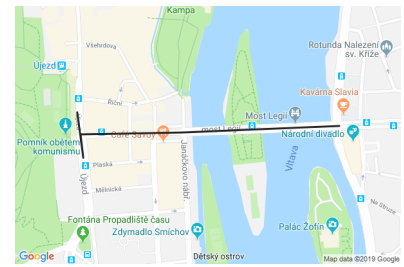 Kampa
Všehrdova
Rotunda Nalezení
sv. Kříže
Újezd
Kavárna Slavia
Říční
Most Legií
Pomník obětem
komunismu
Café Savoy
most Legií
Národní divadlo
Plaská
Janáčkovo nábř.
Vltava
Újezd
Mělnická
Na Struze
Fontána Propadliště času
Zdymadlo Smíchov
Palác Žofín
Dětský ostrov
Google
Map data ©2019 Google